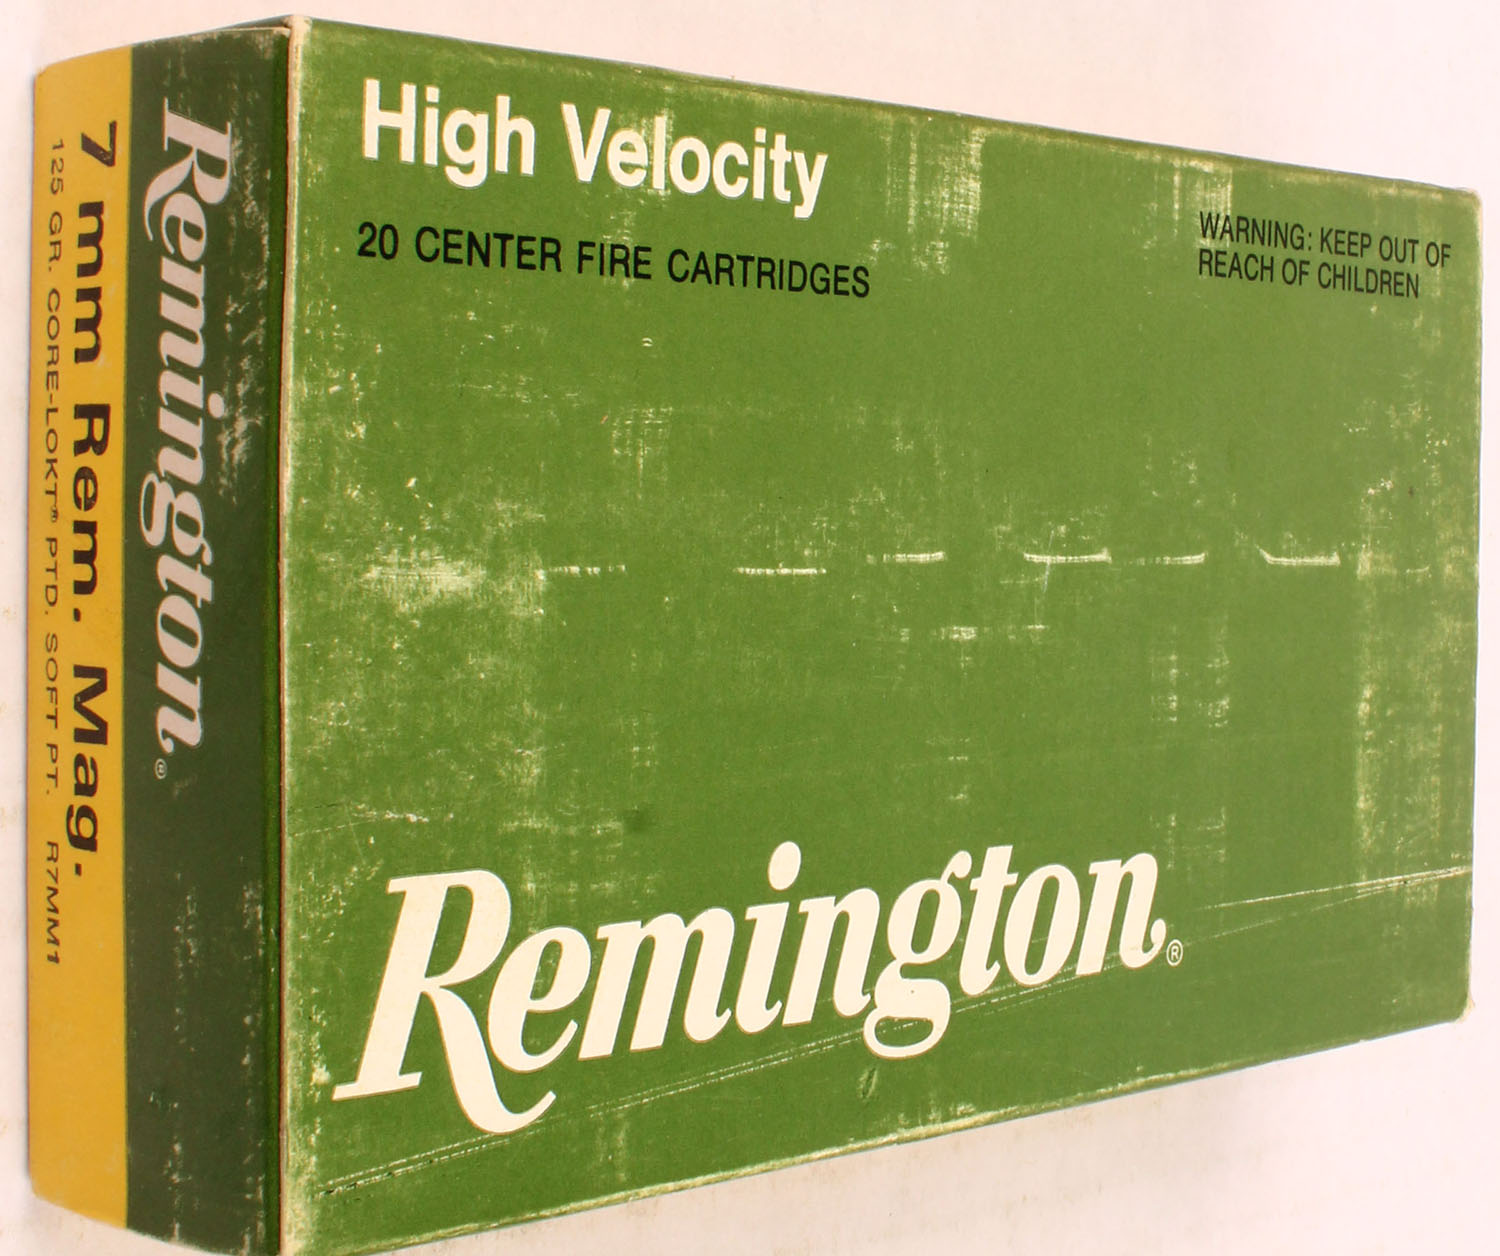 High Velocity
20 CENTER FIRE CARTRIDGES
WARNING: KEEP OUT OF
REACH OF CHILDREN
Remington®
Remington®
7 mm Rem. Mag.
125 GR. CORE-LOKT® PTD. SOFT PT. R7MM1